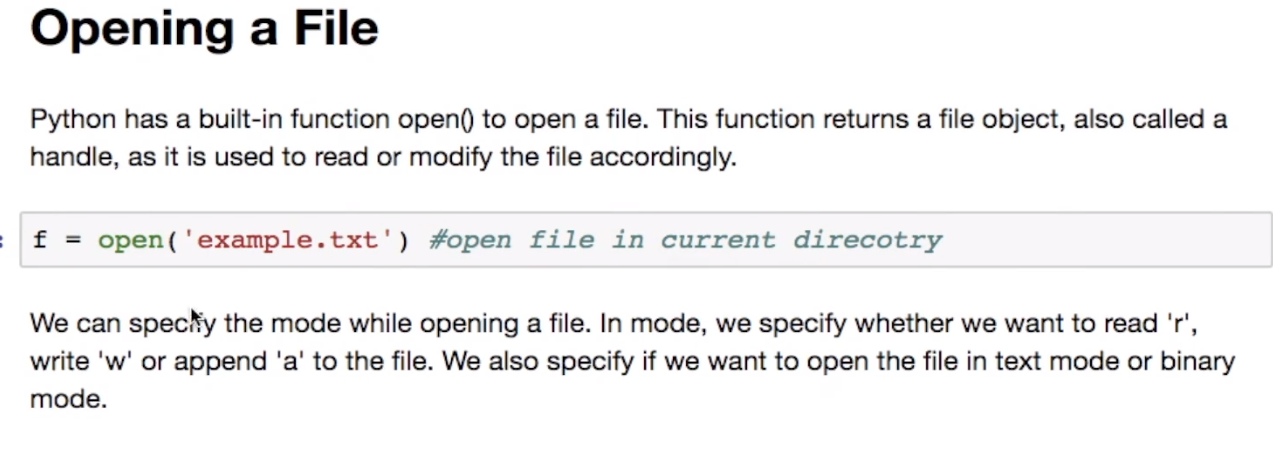 Opening a File
Python has a built-in function open() to open a file. This function returns a file object, also called a
handle, as it is used to read or modify the file accordingly.
: f = open('example.txt') #open file in current direcotry
We can specify the mode while opening a file. In mode, we specify whether we want to read 'r',
write 'w' or append 'a' to the file. We also specify if we want to open the file in text mode or binary
mode.